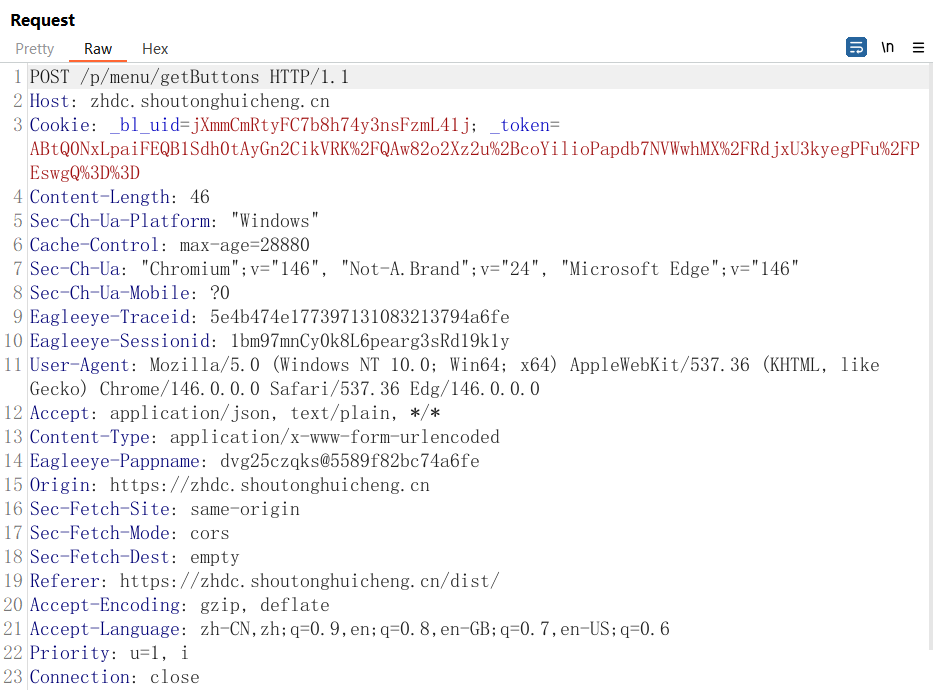 Request
Pretty Raw Hex \n
1 POST /p/menu/getButtons HTTP/1.1
2 Host: zhdc.shoutonghuicheng.cn
3 Cookie: _bl_uid=jXmmCmRtyFC7b8h74y3nsFzmL41j; _token=
ABtQ0NxLpaiFEQB1Sdh0tAyGn2CikVRK%2FQAw82o2Xz2u%2BcoYilioPapdb7NVWwhMX%2FRdjxU3kyegPFu%2FP
EswgQ%3D%3D
4 Content-Length: 46
5 Sec-Ch-Ua-Platform: "Windows"
6 Cache-Control: max-age=28880
7 Sec-Ch-Ua: "Chromium";v="146", "Not-A.Brand";v="24", "Microsoft Edge";v="146"
8 Sec-Ch-Ua-Mobile: ?0
9 Eagleeye-Traceid: 5e4b474e177397131083213794a6fe
10 Eagleeye-Sessionid: 1bm97mnCy0k8L6pearg3sRd19k1y
11 User-Agent: Mozilla/5.0 (Windows NT 10.0; Win64; x64) AppleWebKit/537.36 (KHTML, like
Gecko) Chrome/146.0.0.0 Safari/537.36 Edg/146.0.0.0
12 Accept: application/json, text/plain, */*
13 Content-Type: application/x-www-form-urlencoded
14 Eagleeye-Pappname: dvg25czqks@5589f82bc74a6fe
15 Origin: https://zhdc.shoutonghuicheng.cn
16 Sec-Fetch-Site: same-origin
17 Sec-Fetch-Mode: cors
18 Sec-Fetch-Dest: empty
19 Referer: https://zhdc.shoutonghuicheng.cn/dist/
20 Accept-Encoding: gzip, deflate
21 Accept-Language: zh-CN,zh;q=0.9,en;q=0.8,en-GB;q=0.7,en-US;q=0.6
22 Priority: u=1, i
23 Connection: close